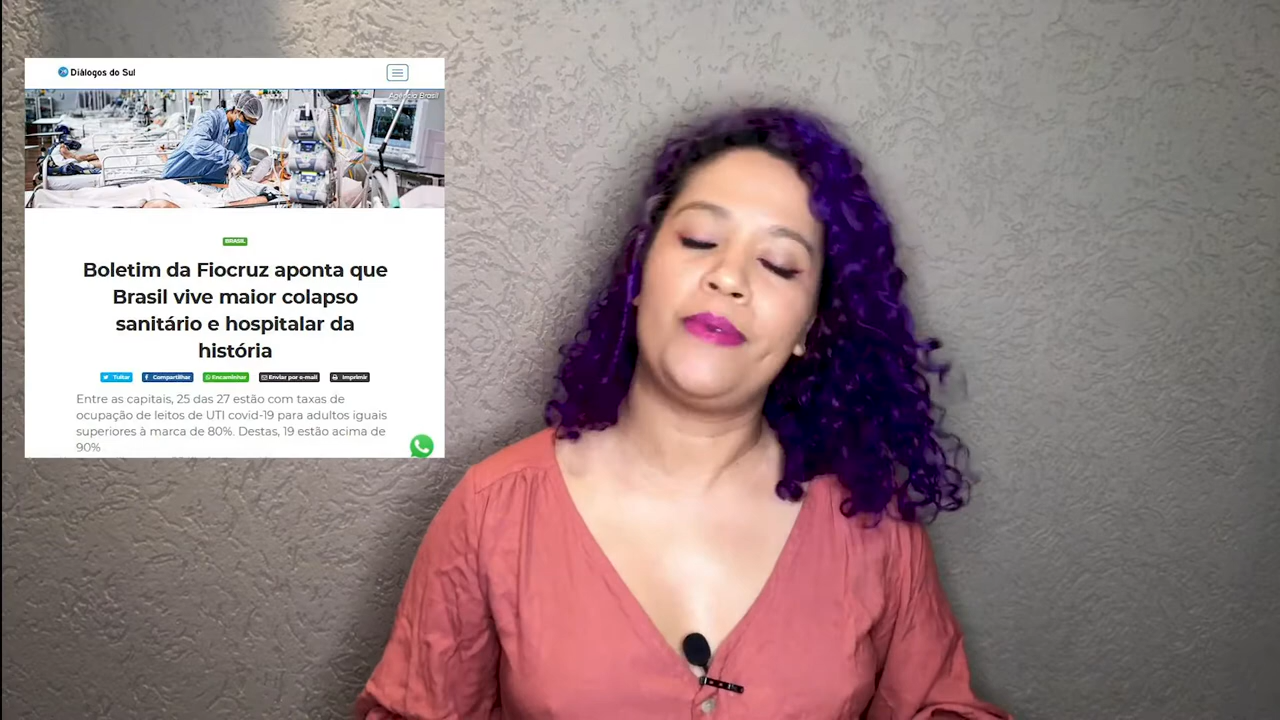 Diálogos do Sul
Agência Brasil
BRASIL
Boletim da Fiocruz aponta que
Brasil vive maior colapso
sanitário e hospitalar da
história
Tuitar
Compartilhar
Encaminhar
Enviar por e-mail
Imprimir
Entre as capitais, 25 das 27 estão com taxas de
ocupação de leitos de UTI covid-19 para adultos iguais
superiores à marca de 80%. Destas, 19 estão acima de
90%